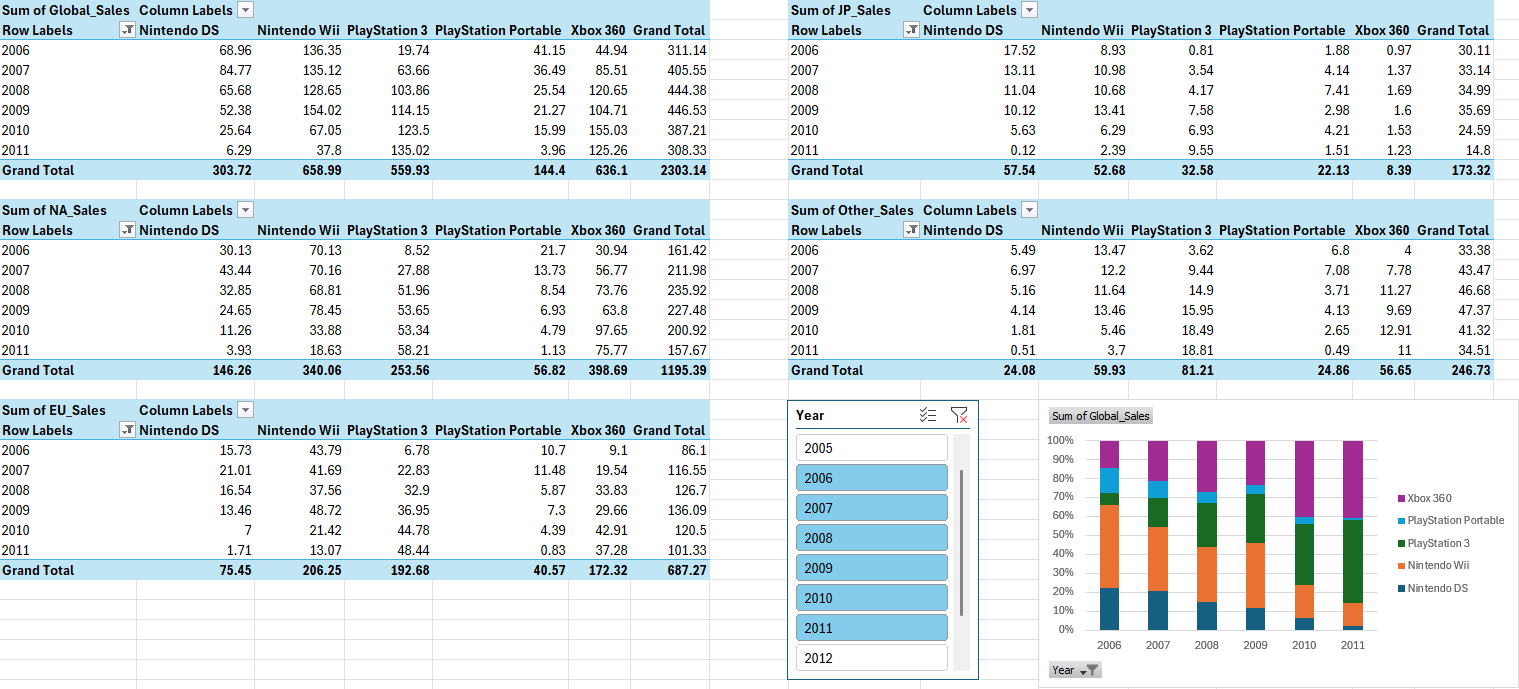 Sum of Global_Sales Column Labels
Row Labels Nintendo DS Nintendo Wii PlayStation 3 PlayStation Portable Xbox 360 Grand Total
2006 68.96 136.35 19.74 41.15 44.94 311.14
2007 84.77 135.12 63.66 36.49 85.51 405.55
2008 65.68 128.65 103.86 25.54 120.65 444.38
2009 52.38 154.02 114.15 21.27 104.71 446.53
2010 25.64 67.05 123.5 15.99 155.03 387.21
2011 6.29 37.8 135.02 3.96 125.26 308.33
Grand Total 303.72 658.99 559.93 144.4 636.1 2303.14
Sum of JP_Sales Column Labels
Row Labels Nintendo DS Nintendo Wii PlayStation 3 PlayStation Portable Xbox 360 Grand Total
2006 17.52 8.93 0.81 1.88 0.97 30.11
2007 13.11 10.98 3.54 4.14 1.37 33.14
2008 11.04 10.68 4.17 7.41 1.69 34.99
2009 10.12 13.41 7.58 2.98 1.6 35.69
2010 5.63 6.29 6.93 4.21 1.53 24.59
2011 0.12 2.39 9.55 1.51 1.23 14.8
Grand Total 57.54 52.68 32.58 22.13 8.39 173.32
Sum of NA_Sales Column Labels
Row Labels Nintendo DS Nintendo Wii PlayStation 3 PlayStation Portable Xbox 360 Grand Total
2006 30.13 70.13 8.52 21.7 30.94 161.42
2007 43.44 70.16 27.88 13.73 56.77 211.98
2008 32.85 68.81 51.96 8.54 73.76 235.92
2009 24.65 78.45 53.65 6.93 63.8 227.48
2010 11.26 33.88 53.34 4.79 97.65 200.92
2011 3.93 18.63 58.21 1.13 75.77 157.67
Grand Total 146.26 340.06 253.56 56.82 398.69 1195.39
Sum of Other_Sales Column Labels
Row Labels Nintendo DS Nintendo Wii PlayStation 3 PlayStation Portable Xbox 360 Grand Total
2006 5.49 13.47 3.62 6.8 4 33.38
2007 6.97 12.2 9.44 7.08 7.78 43.47
2008 5.16 11.64 14.9 3.71 11.27 46.68
2009 4.14 13.46 15.95 4.13 9.69 47.37
2010 1.81 5.46 18.49 2.65 12.91 41.32
2011 0.51 3.7 18.81 0.49 11 34.51
Grand Total 24.08 59.93 81.21 24.86 56.65 246.73
Sum of EU_Sales Column Labels
Row Labels Nintendo DS Nintendo Wii PlayStation 3 PlayStation Portable Xbox 360 Grand Total
2006 15.73 43.79 6.78 10.7 9.1 86.1
2007 21.01 41.69 22.83 11.48 19.54 116.55
2008 16.54 37.56 32.9 5.87 33.83 126.7
2009 13.46 48.72 36.95 7.3 29.66 136.09
2010 7 21.42 44.78 4.39 42.91 120.5
2011 1.71 13.07 48.44 0.83 37.28 101.33
Grand Total 75.45 206.25 192.68 40.57 172.32 687.27
Year
2005
2006
2007
2008
2009
2010
2011
2012
Sum of Global_Sales
100%
90%
80%
70%
60%
50%
40%
30%
20%
10%
0%
2006 2007 2008 2009 2010 2011
Xbox 360
PlayStation Portable
PlayStation 3
Nintendo Wii
Nintendo DS
Year